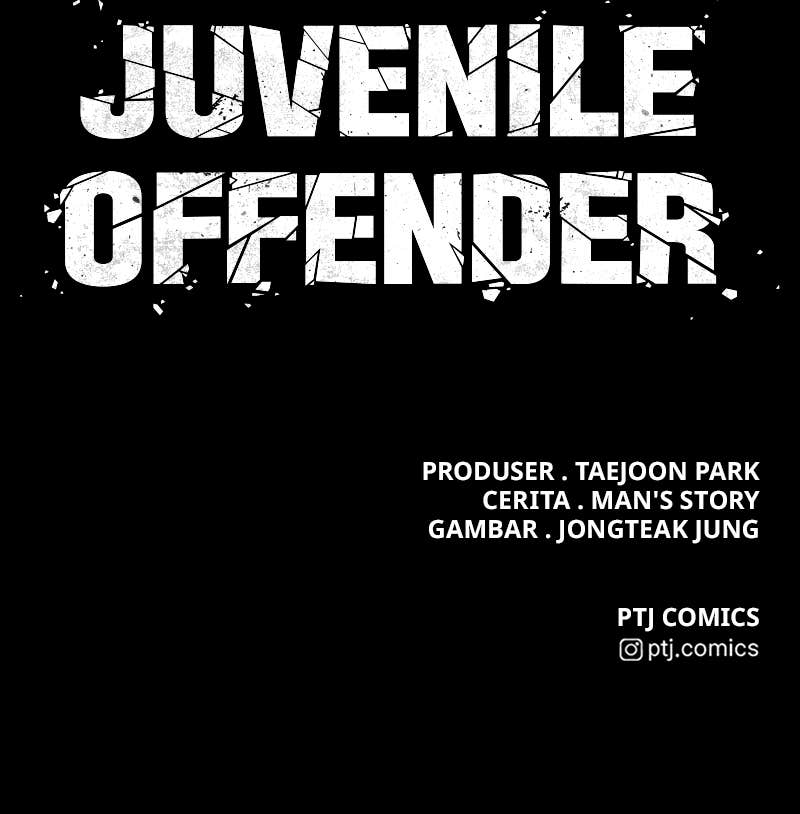 JUVENILE
OFFENDER
PRODUSER . TAEJOON PARK
CERITA . MAN'S STORY
GAMBAR . JONGTEAK JUNG
PTJ COMICS
ptj.comics